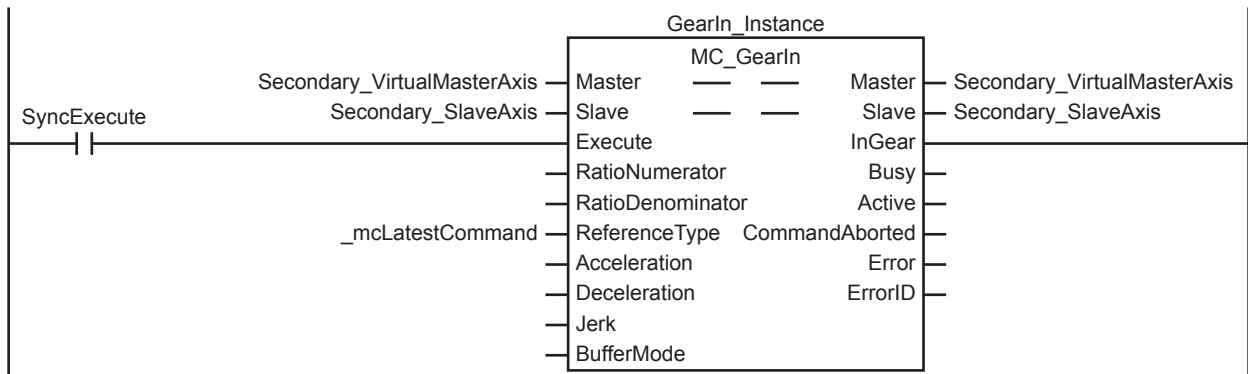 GearIn_Instance
MC_GearIn
Secondary_VirtualMasterAxis Master Master Secondary_VirtualMasterAxis
SyncExecute Secondary_SlaveAxis Slave Slave Secondary_SlaveAxis
Execute InGear
RatioNumerator Busy
RatioDenominator Active
_mcLatestCommand ReferenceType CommandAborted
Acceleration Error
Deceleration ErrorID
Jerk
BufferMode